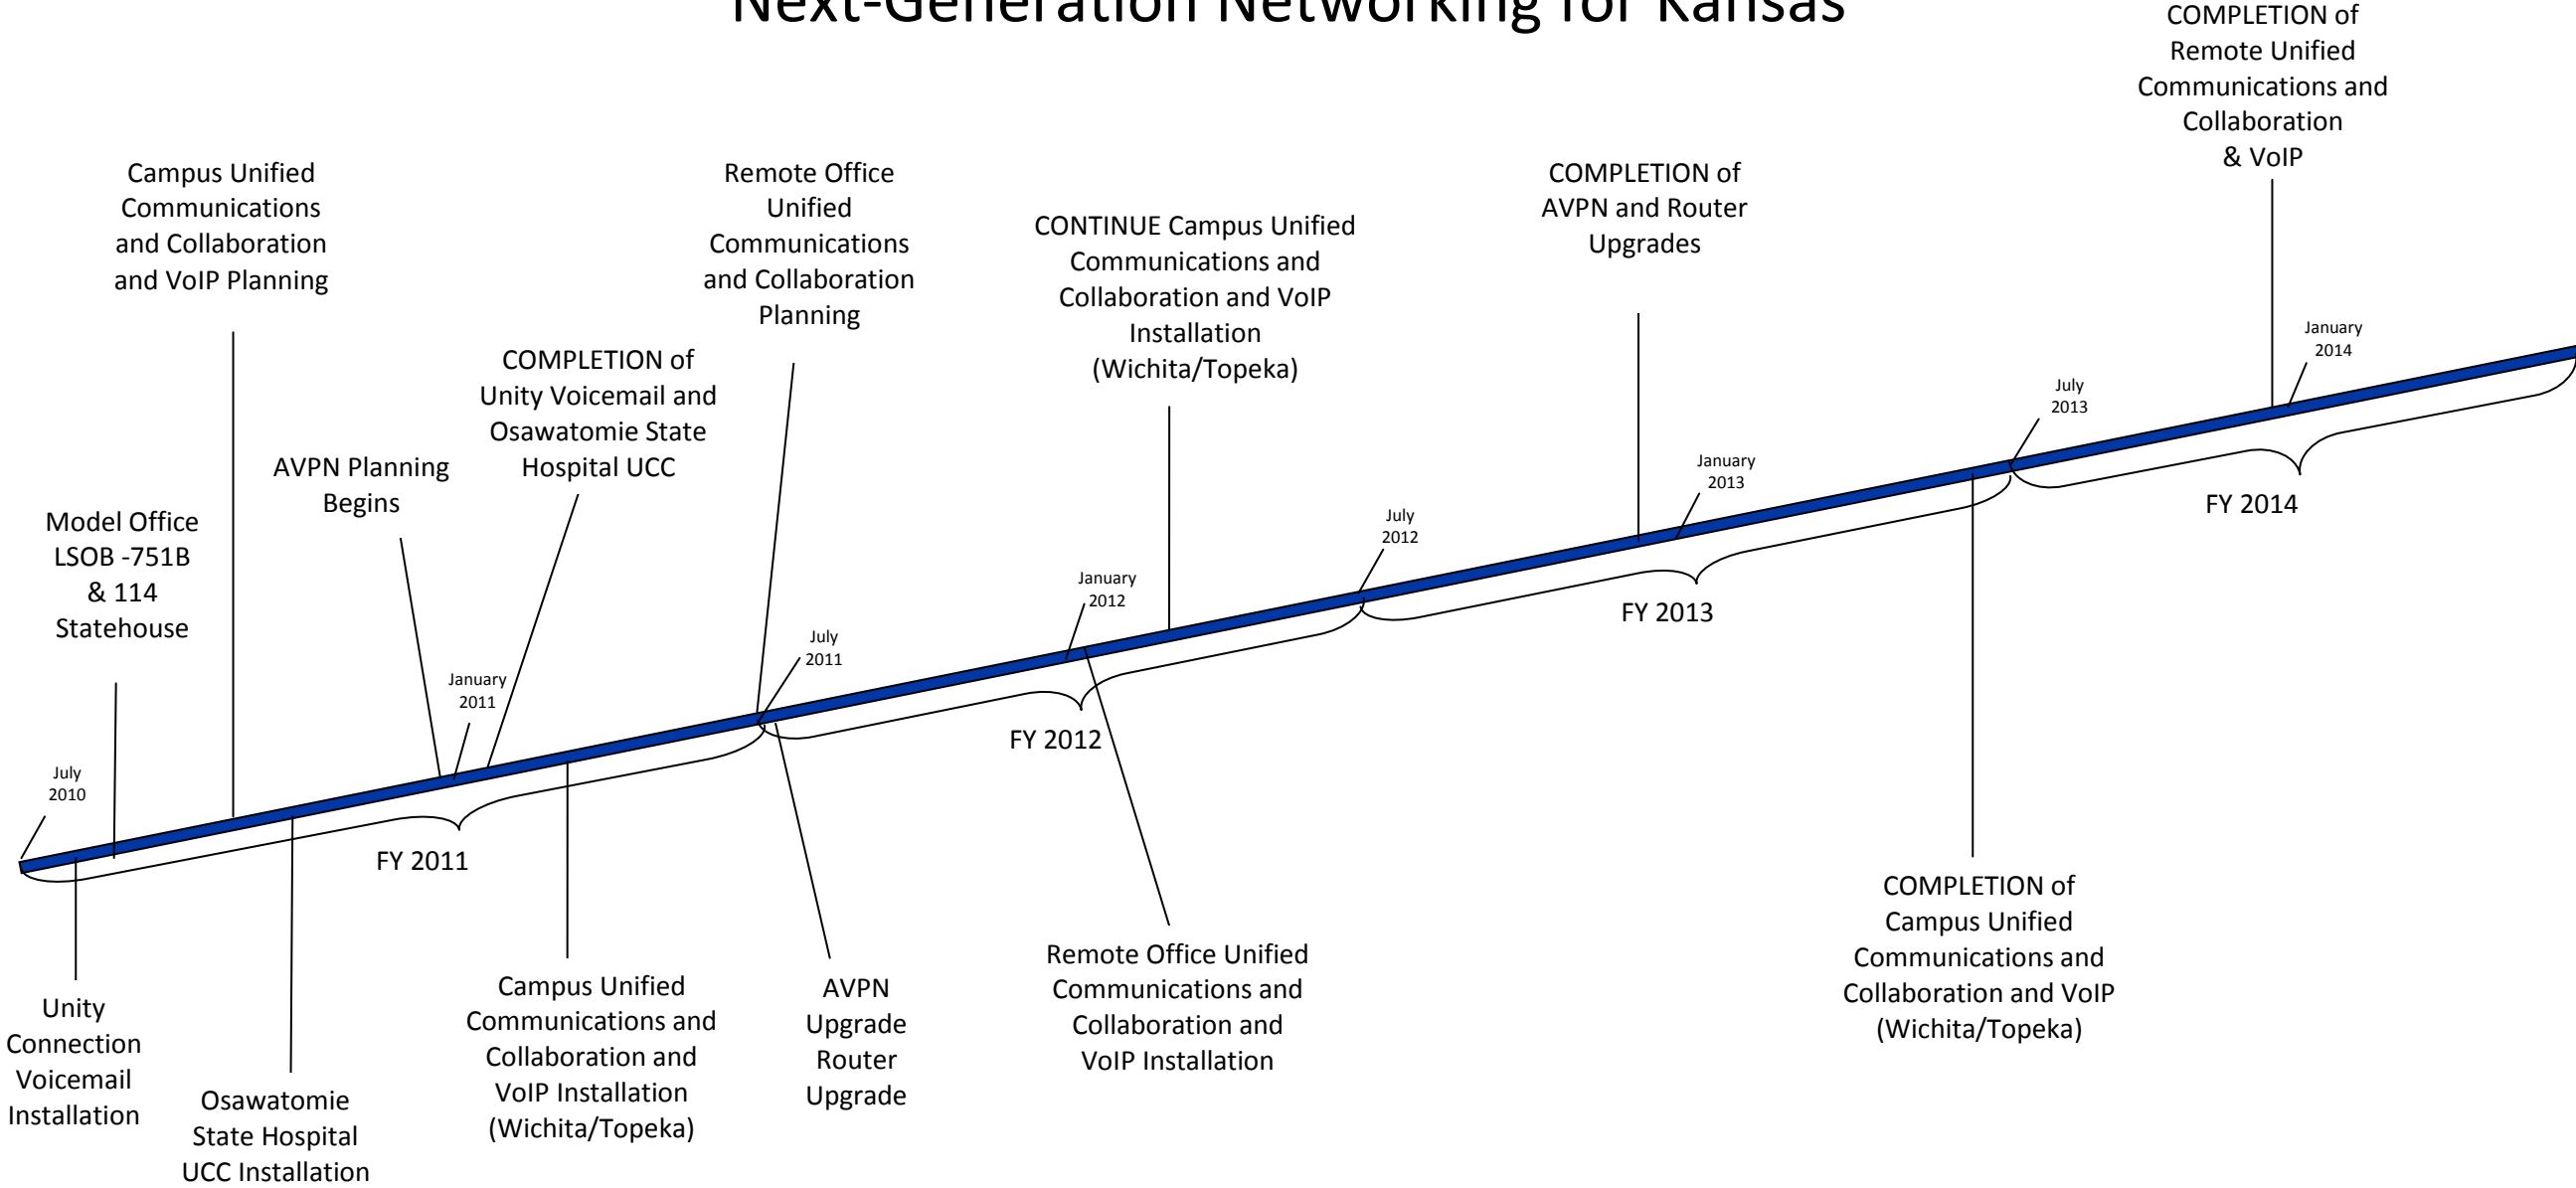 Next-Generation Networking for Kansas
COMPLETION of
Remote Unified
Communications and
Collaboration
& VoIP
Campus Unified
Communications
and Collaboration
and VoIP Planning
Remote Office
Unified
Communications
and Collaboration
Planning
CONTINUE Campus Unified
Communications and
Collaboration and VoIP
Installation
(Wichita/Topeka)
COMPLETION of
AVPN and Router
Upgrades
COMPLETION of
Unity Voicemail and
Osawatomie State
Hospital UCC
AVPN Planning
Begins
Model Office
LSOB -751B
& 114
Statehouse
July
2010
January
2011
July
2011
January
2012
July
2012
January
2013
July
2013
January
2014
FY 2011
FY 2012
FY 2013
FY 2014
Unity
Connection
Voicemail
Installation
Osawatomie
State Hospital
UCC Installation
Campus Unified
Communications and
Collaboration and
VoIP Installation
(Wichita/Topeka)
AVPN
Upgrade
Router
Upgrade
Remote Office Unified
Communications and
Collaboration and
VoIP Installation
COMPLETION of
Campus Unified
Communications and
Collaboration and VoIP
(Wichita/Topeka)